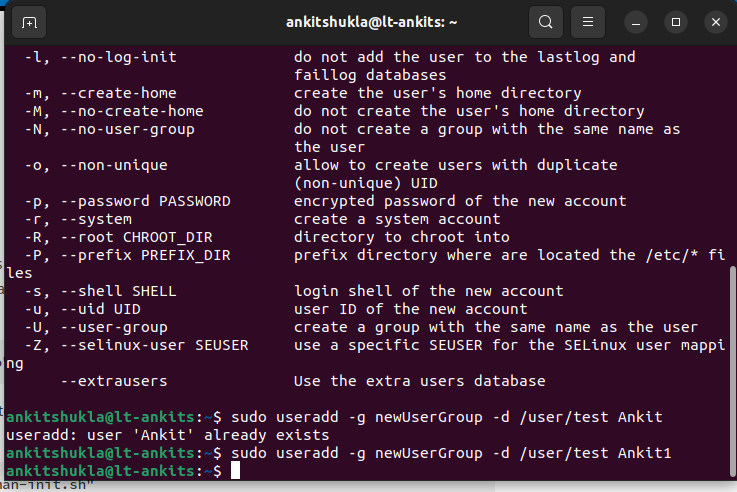 ankitshukla@lt-ankits: ~
-l, --no-log-init do not add the user to the lastlog and
faillog databases
-m, --create-home create the user's home directory
-M, --no-create-home do not create the user's home directory
-N, --no-user-group do not create a group with the same name as
the user
-o, --non-unique allow to create users with duplicate
(non-unique) UID
-p, --password PASSWORD encrypted password of the new account
-r, --system create a system account
-R, --root CHROOT_DIR directory to chroot into
-P, --prefix PREFIX_DIR prefix directory where are located the /etc/* fi
les
-s, --shell SHELL login shell of the new account
-u, --uid UID user ID of the new account
-U, --user-group create a group with the same name as the user
-Z, --selinux-user SEUSER use a specific SEUSER for the SELinux user mappi
ng
--extrausers Use the extra users database
ankitshukla@lt-ankits:~$ sudo useradd -g newUserGroup -d /user/test Ankit
useradd: user 'Ankit' already exists
ankitshukla@lt-ankits:~$ sudo useradd -g newUserGroup -d /user/test Ankit1
ankitshukla@lt-ankits:~$